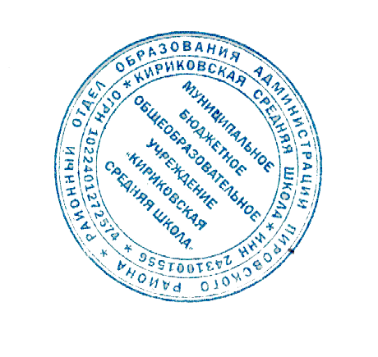 РАЙОННЫЙ ОТДЕЛ ОБРАЗОВАНИЯ АДМИНИСТРАЦИИ ПИРОВСКОГО РАЙОНА *
* КИРИКОВСКАЯ СРЕДНЯЯ ШКОЛА * ИНН 2431001556 * ОГРН 1022401272574
МУНИЦИПАЛЬНОЕ
БЮДЖЕТНОЕ
ОБЩЕОБРАЗОВАТЕЛЬНОЕ
УЧРЕЖДЕНИЕ
"КИРИКОВСКАЯ
СРЕДНЯЯ ШКОЛА"